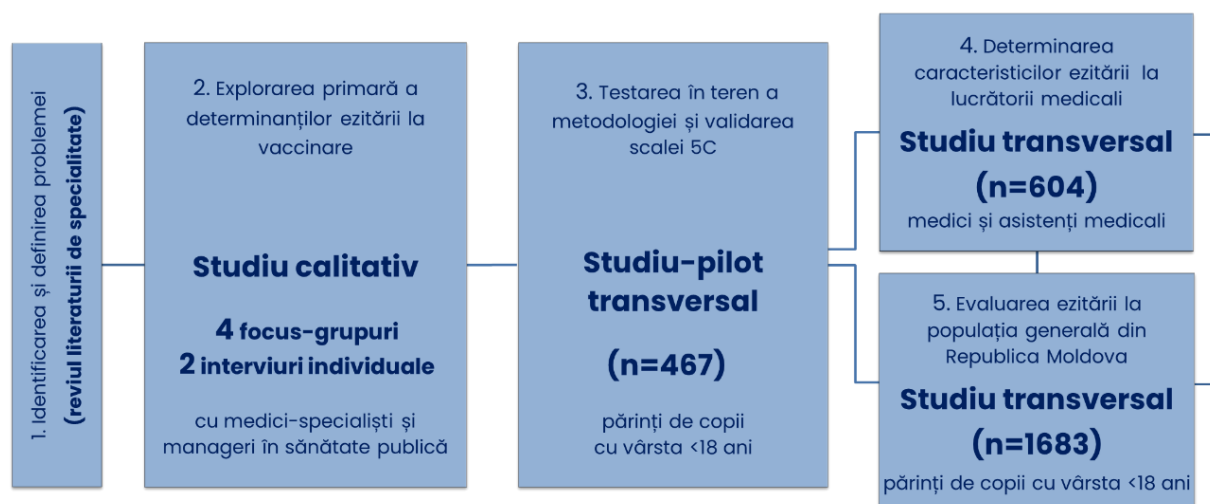 1. Identificarea și definirea problemei
(reviul literaturii de specialitate)
2. Explorarea primară a
determinanților ezitării la
vaccinare
Studiu calitativ
4 focus-grupuri
2 interviuri individuale
cu medici-specialiști și
manageri în sănătate publică
3. Testarea în teren a
metodologiei și validarea
scalei 5C
Studiu-pilot
transversal
(n=467)
părinți de copii
cu vârsta <18 ani
4. Determinarea
caracteristicilor ezitării la
lucrătorii medicali
Studiu transversal
(n=604)
medici și asistenți medicali
5. Evaluarea ezitării la
populația generală din
Republica Moldova
Studiu transversal
(n=1683)
părinți de copii cu vârsta <18 ani